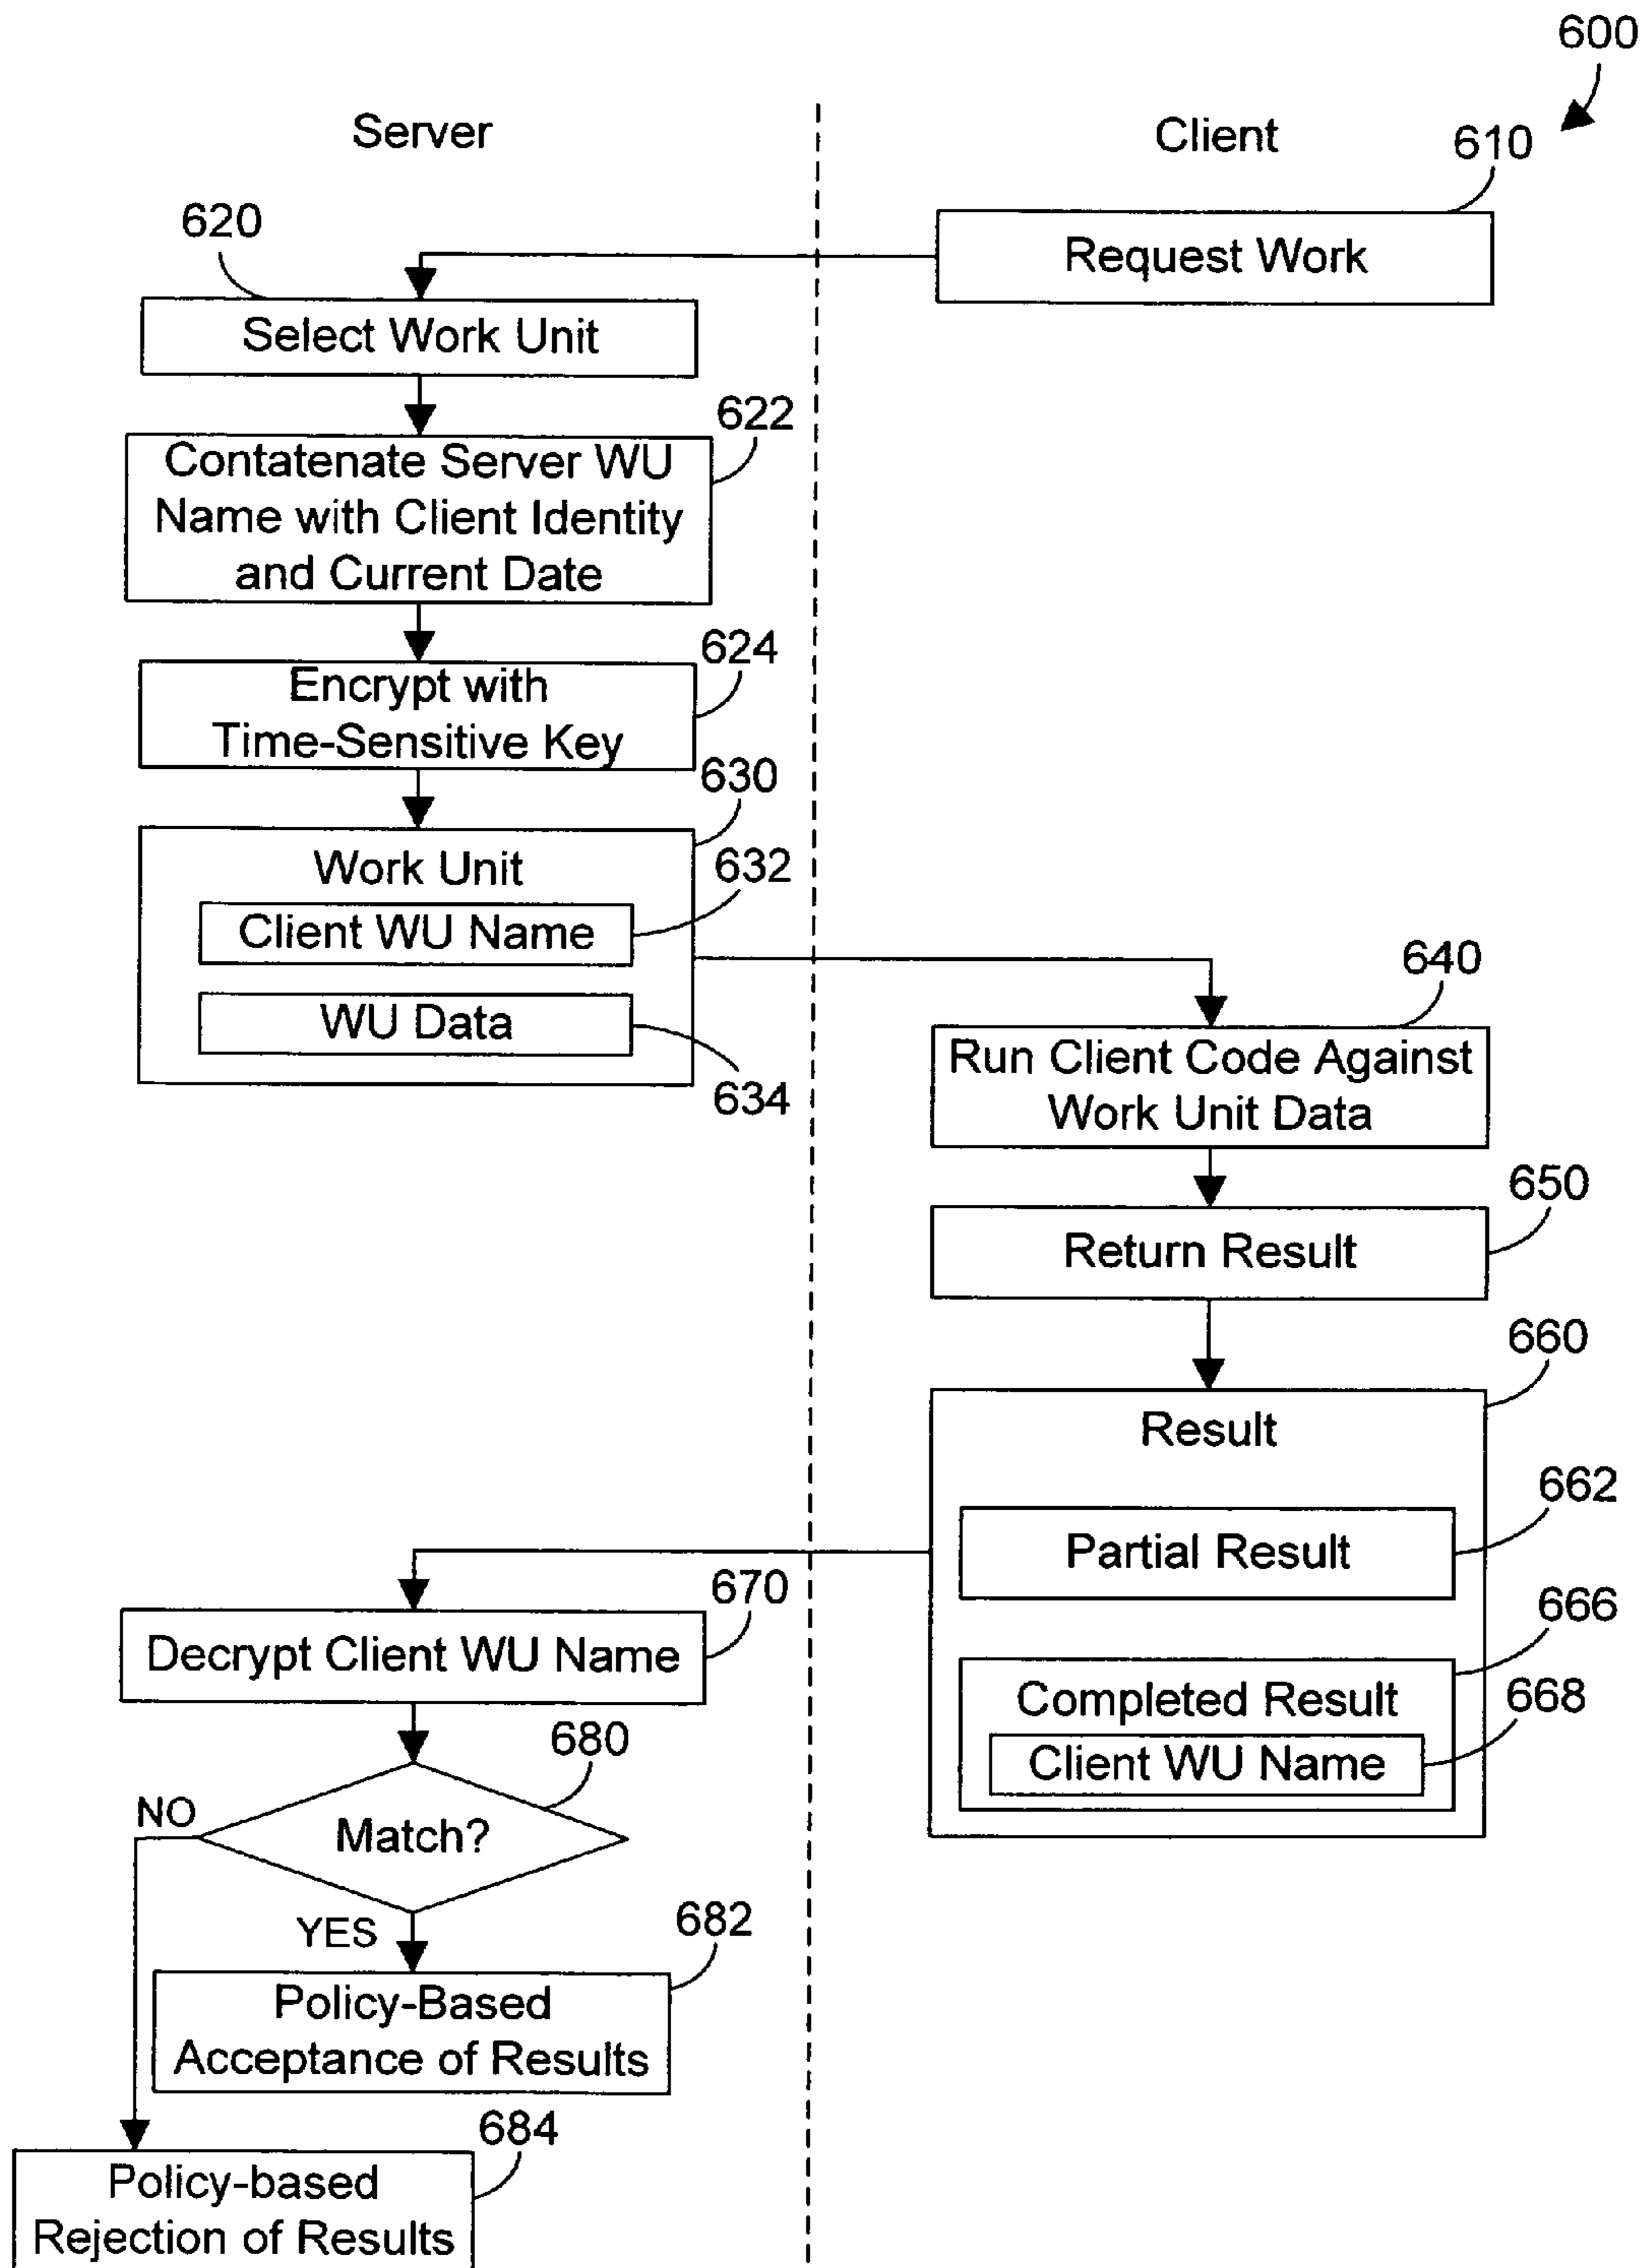 600
Server
Client
610
Request Work
620
Select Work Unit
622
Contatenate Server WU
Name with Client Identity
and Current Date
624
Encrypt with
Time-Sensitive Key
630
Work Unit
632
Client WU Name
WU Data
634
640
Run Client Code Against
Work Unit Data
650
Return Result
660
Result
662
Partial Result
666
Completed Result
668
Client WU Name
670
Decrypt Client WU Name
680
Match?
NO
YES
682
Policy-Based
Acceptance of Results
684
Policy-based
Rejection of Results